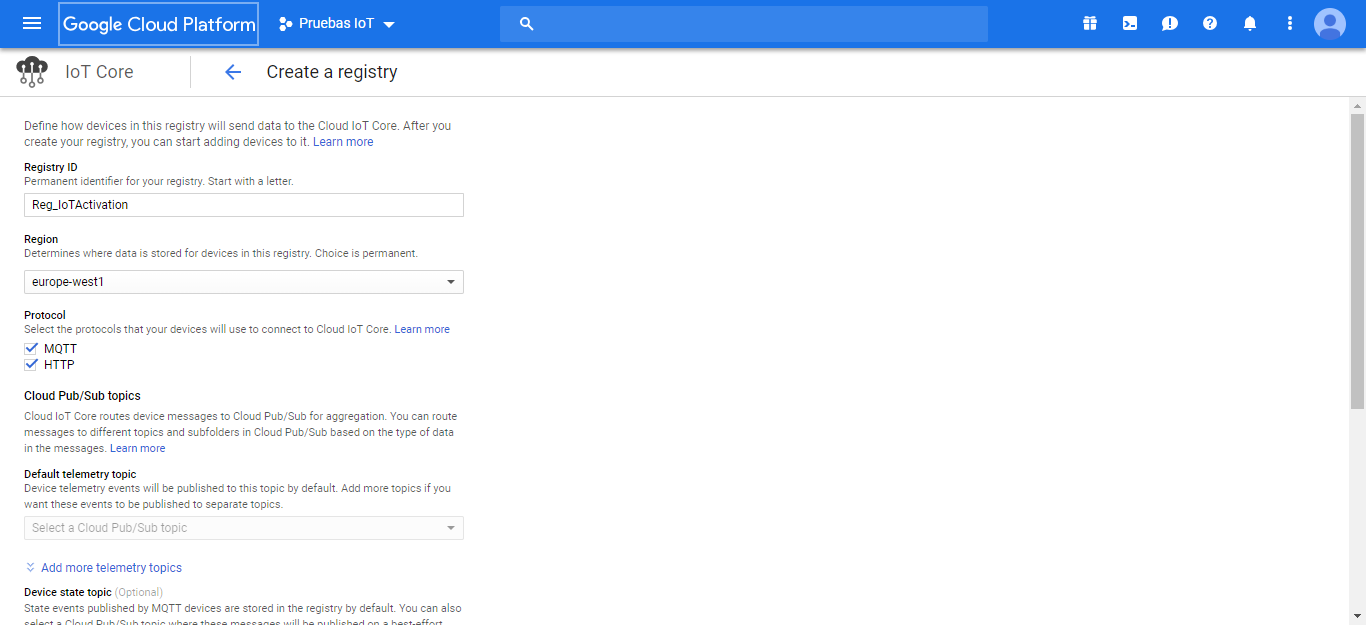 Google Cloud Platform
Pruebas IoT
IoT Core
Create a registry
Define how devices in this registry will send data to the Cloud IoT Core. After you
create your registry, you can start adding devices to it. Learn more
Registry ID
Permanent identifier for your registry. Start with a letter.
Reg_IoTActivation
Region
Determines where data is stored for devices in this registry. Choice is permanent.
europe-west1
Protocol
Select the protocols that your devices will use to connect to Cloud IoT Core. Learn more
MQTT
HTTP
Cloud Pub/Sub topics
Cloud IoT Core routes device messages to Cloud Pub/Sub for aggregation. You can route
messages to different topics and subfolders in Cloud Pub/Sub based on the type of data
in the messages. Learn more
Default telemetry topic
Device telemetry events will be published to this topic by default. Add more topics if you
want these events to be published to separate topics.
Select a Cloud Pub/Sub topic
Add more telemetry topics
Device state topic (Optional)
State events published by MQTT devices are stored in the registry by default. You can also
select a Cloud Pub/Sub topic where these messages will be published on a best-effort